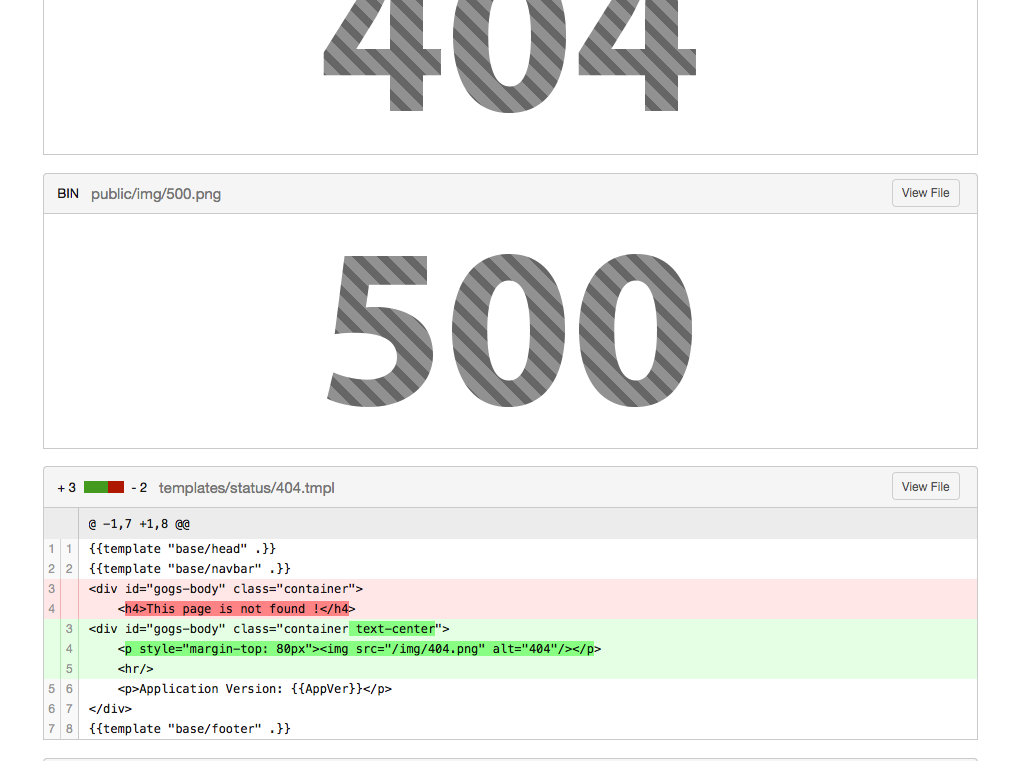 404
BIN public/img/500.png View File
500
+ 3 - 2 templates/status/404.tmpl View File
@ -1,7 +1,8 @@
1 1 {{template "base/head" .}}
2 2 {{template "base/navbar" .}}
3 <div id="gogs-body" class="container">
4 <h4>This page is not found !</h4>
3 <div id="gogs-body" class="container text-center">
4 <p style="margin-top: 80px"><img src="/img/404.png" alt="404"/></p>
5 <hr/>
5 6 <p>Application Version: {{AppVer}}</p>
6 7 </div>
7 8 {{template "base/footer" .}}